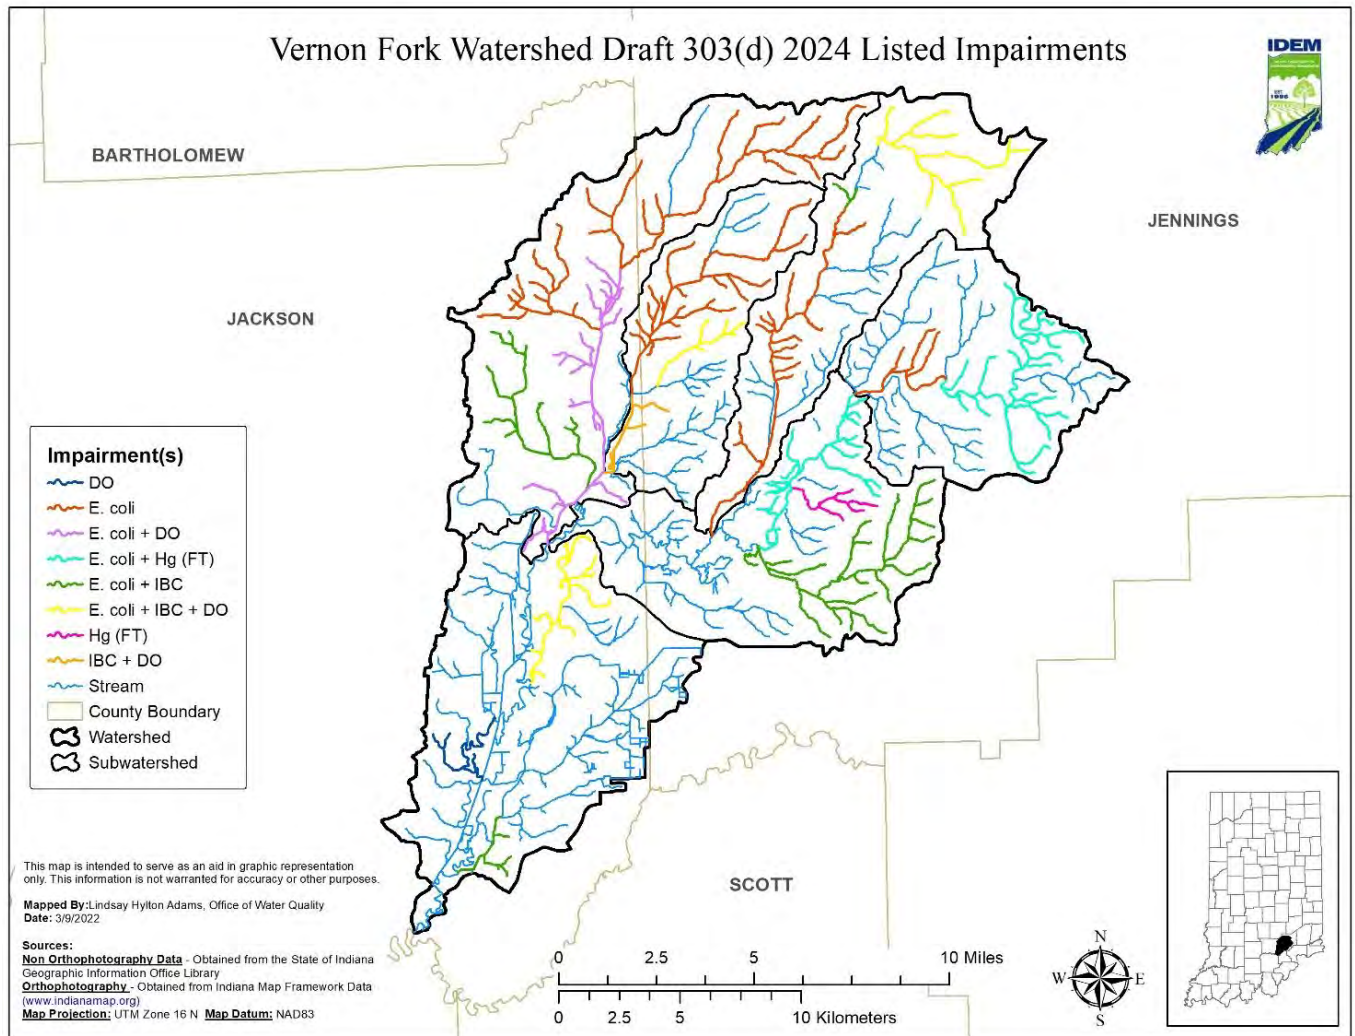 Vernon Fork Watershed Draft 303(d) 2024 Listed Impairments
IDEM
BARTHOLOMEW
JENNINGS
JACKSON
Impairment(s)
DO
E. coli
E. coli + DO
E. coli + Hg (FT)
E. coli + IBC
E. coli + IBC + DO
Hg (FT)
IBC + DO
Stream
County Boundary
Watershed
Subwatershed
SCOTT
This map is intended to serve as an aid in graphic representation
only. This information is not warranted for accuracy or other purposes.
Mapped By:Lindsay Hylton Adams, Office of Water Quality
Date: 3/9/2022
Sources:
Non Orthophotography Data - Obtained from the State of Indiana
Geographic Information Office Library
Orthophotography - Obtained from Indiana Map Framework Data
(www.indianamap.org)
Map Projection: UTM Zone 16 N Map Datum: NAD83
0 2.5 5 10 Miles
0 2.5 5 10 Kilometers
N
W E
S